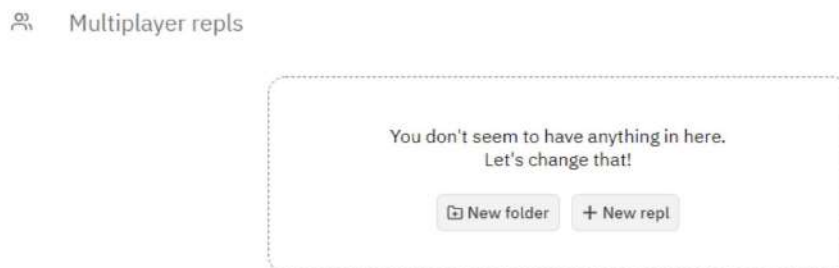 Multiplayer repls
You don't seem to have anything in here.
Let's change that!
New folder
+ New repl